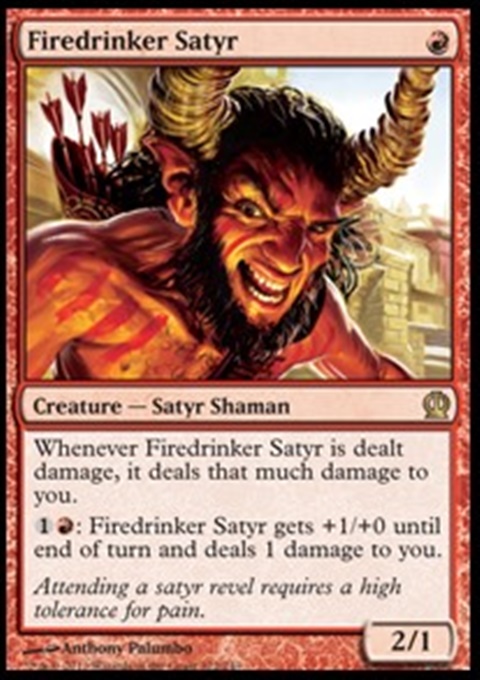 Firedrinker Satyr
Creature — Satyr Shaman
Whenever Firedrinker Satyr is dealt
damage, it deals that much damage to
you.
1: Firedrinker Satyr gets +1/+0 until
end of turn and deals 1 damage to you.
Attending a satyr revel requires a high
tolerance for pain.
Anthony Palumbo
2/1